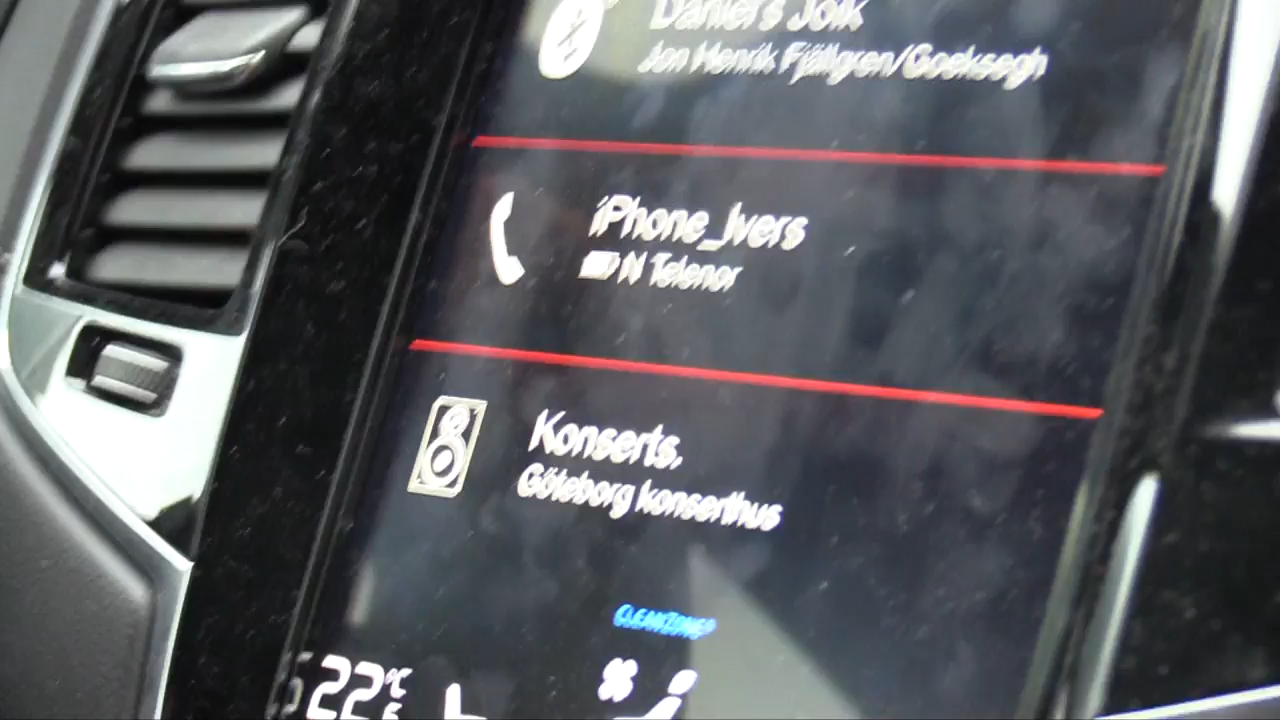 Daniel's Joik
Jon Henrik Fjällgren/Goeksegh
iPhone_Ivers
N Telenor
Konserts.
Göteborg konserthus
CLEANZONE
22°C